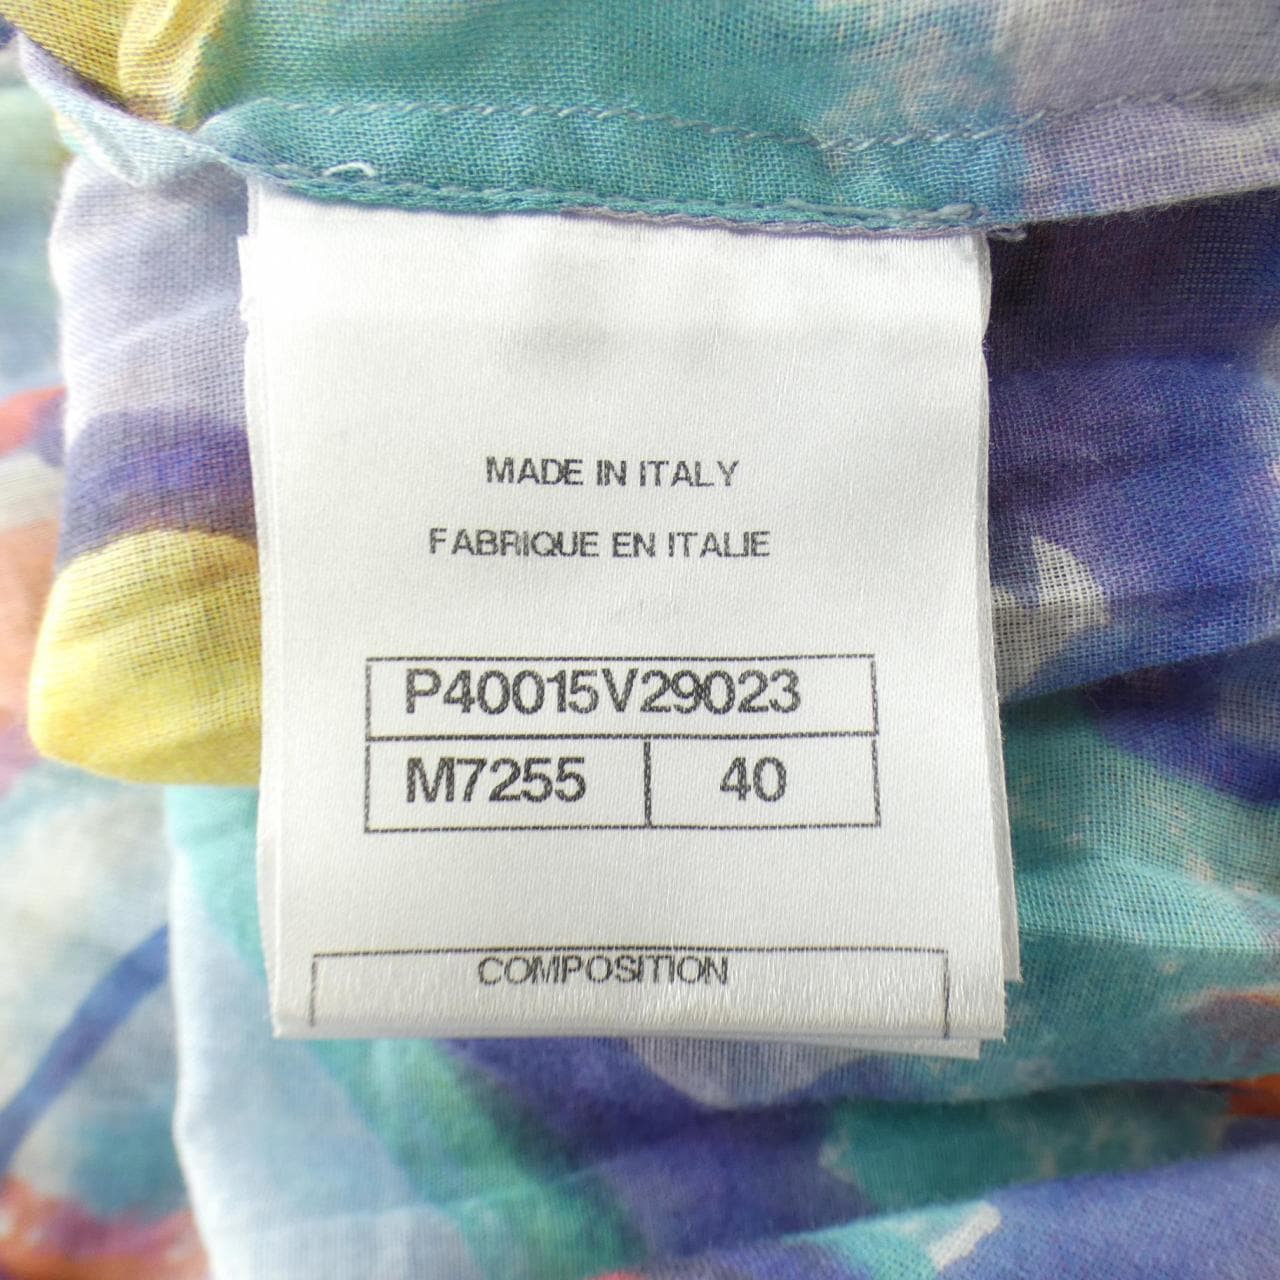 MADE IN ITALY
FABRIQUE EN ITALIE
P40015V29023
M7255 40
COMPOSITION